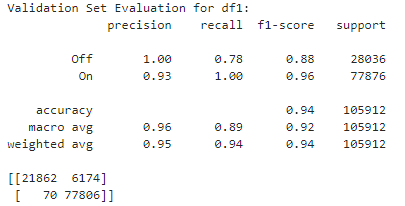 Validation Set Evaluation for df1:
precision recall f1-score support
Off 1.00 0.78 0.88 28036
On 0.93 1.00 0.96 77876
accuracy 0.94 105912
macro avg 0.96 0.89 0.92 105912
weighted avg 0.95 0.94 0.94 105912
[[21862 6174]
[ 70 77806]]